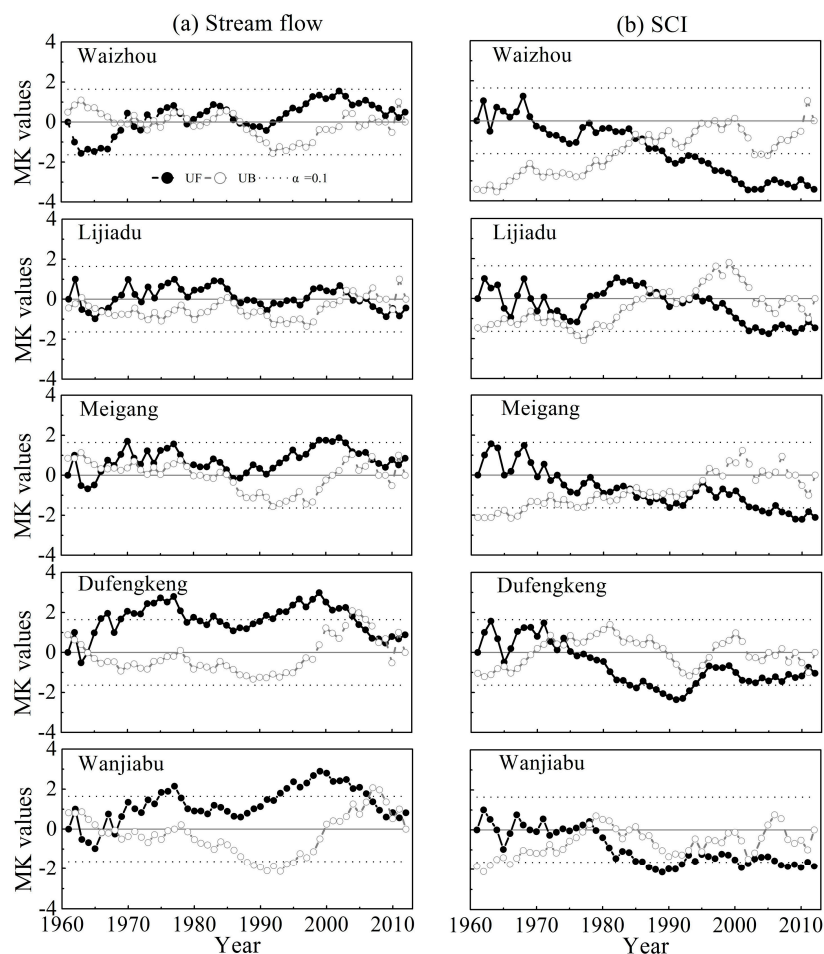 (a) Stream flow
(b) SCI
4
Waizhou
Waizhou
2
0
-2
-4
MK values
UF
UB
α =0.1
4
Lijiadu
Lijiadu
2
0
-2
-4
MK values
4
Meigang
Meigang
2
0
-2
-4
MK values
4
Dufengkeng
Dufengkeng
2
0
-2
-4
MK values
4
Wanjiabu
Wanjiabu
2
0
-2
-4
MK values
1960 1970 1980 1990 2000 2010
1960 1970 1980 1990 2000 2010
Year
Year